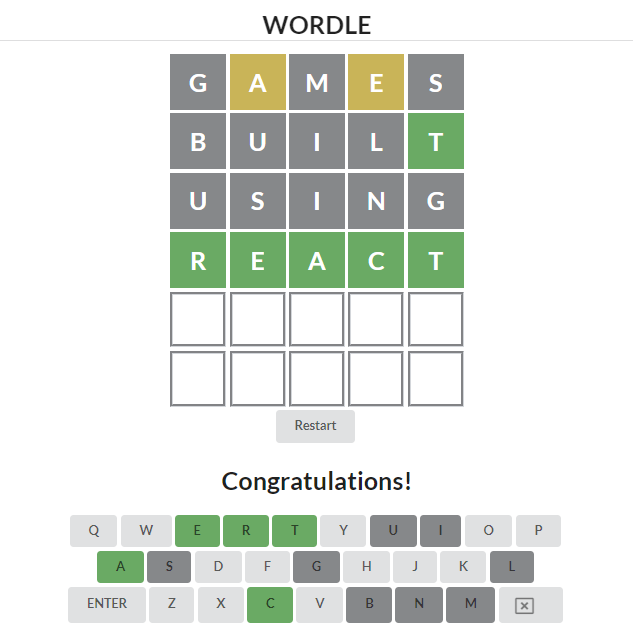 WORDLE
G A M E S
B U I L T
U S I N G
R E A C T
Restart
Congratulations!
Q W E R T Y U I O P
A S D F G H J K L
ENTER Z X C V B N M